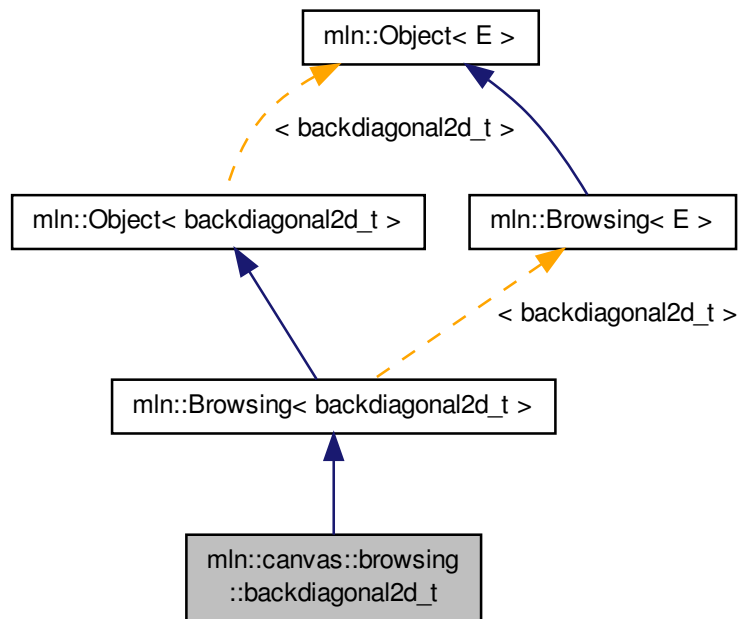 mln::Object< E >
< backdiagonal2d_t >
mln::Object< backdiagonal2d_t >
mln::Browsing< E >
< backdiagonal2d_t >
mln::Browsing< backdiagonal2d_t >
mln::canvas::browsing
::backdiagonal2d_t